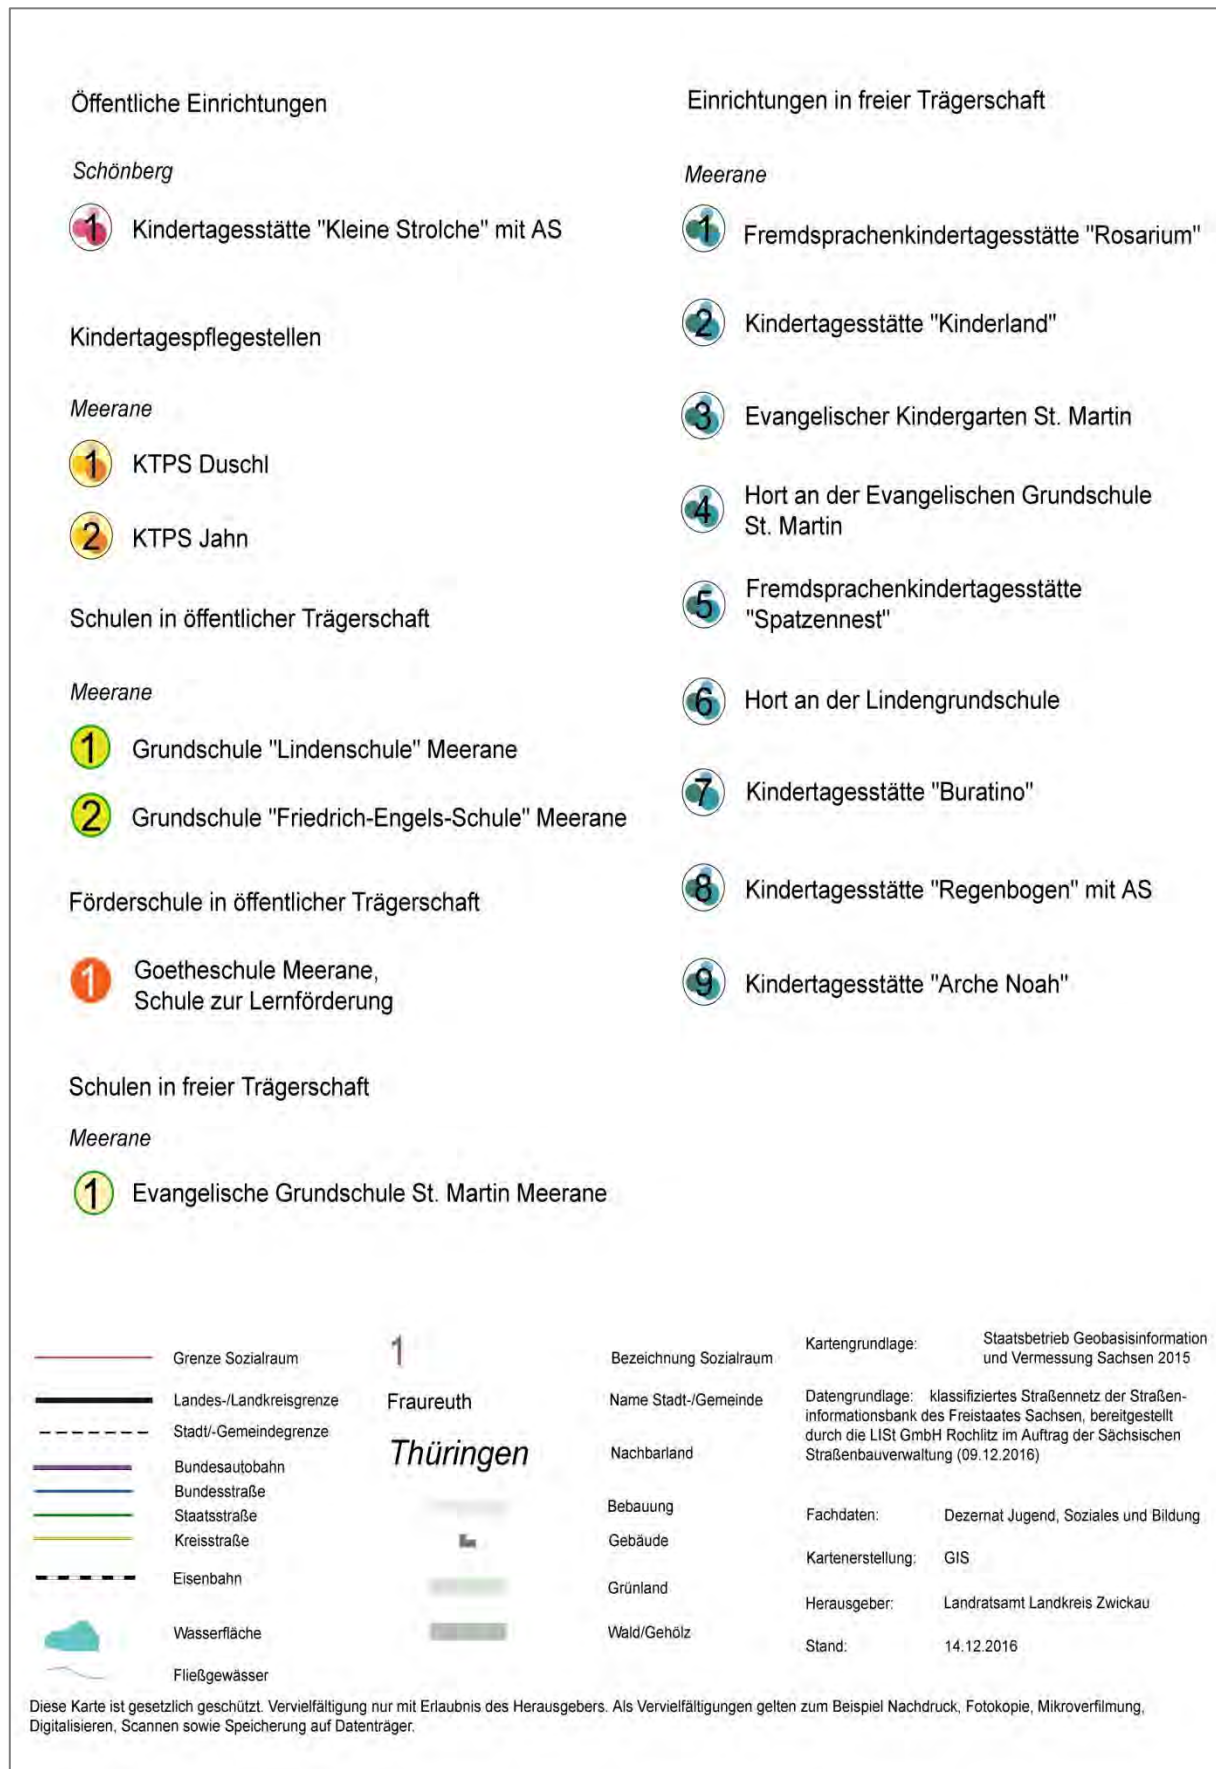 Öffentliche Einrichtungen
Schönberg
1 Kindertagesstätte "Kleine Strolche" mit AS
Kindertagespflegestellen
Meerane
1 KTPS Duschl
2 KTPS Jahn
Schulen in öffentlicher Trägerschaft
Meerane
1 Grundschule "Lindenschule" Meerane
2 Grundschule "Friedrich-Engels-Schule" Meerane
Förderschule in öffentlicher Trägerschaft
1 Goetheschule Meerane,
Schule zur Lernförderung
Schulen in freier Trägerschaft
Meerane
1 Evangelische Grundschule St. Martin Meerane
Einrichtungen in freier Trägerschaft
Meerane
1 Fremdsprachenkindertagesstätte "Rosarium"
2 Kindertagesstätte "Kinderland"
3 Evangelischer Kindergarten St. Martin
4 Hort an der Evangelischen Grundschule
St. Martin
5 Fremdsprachenkindertagesstätte
"Spatzennest"
6 Hort an der Lindengrundschule
7 Kindertagesstätte "Buratino"
8 Kindertagesstätte "Regenbogen" mit AS
9 Kindertagesstätte "Arche Noah"
Grenze Sozialraum
Landes-/Landkreisgrenze
Stadt/-Gemeindegrenze
Bundesautobahn
Bundesstraße
Staatsstraße
Kreisstraße
Eisenbahn
Wasserfläche
Fließgewässer
1 Bezeichnung Sozialraum
Fraureuth Name Stadt-/Gemeinde
Thüringen Nachbarland
Bebauung
Gebäude
Grünland
Wald/Gehölz
Kartengrundlage: Staatsbetrieb Geobasisinformation
und Vermessung Sachsen 2015
Datengrundlage: klassifiziertes Straßennetz der Straßen-
informationsbank des Freistaates Sachsen, bereitgestellt
durch die LISt GmbH Rochlitz im Auftrag der Sächsischen
Straßenbauverwaltung (09.12.2016)
Fachdaten: Dezernat Jugend, Soziales und Bildung
Kartenerstellung: GIS
Herausgeber: Landratsamt Landkreis Zwickau
Stand: 14.12.2016
Diese Karte ist gesetzlich geschützt. Vervielfältigung nur mit Erlaubnis des Herausgebers. Als Vervielfältigungen gelten zum Beispiel Nachdruck, Fotokopie, Mikroverfilmung,
Digitalisieren, Scannen sowie Speicherung auf Datenträger.